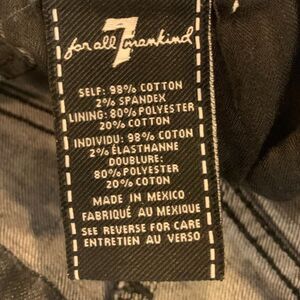 for all 7 mankind
SELF: 98% COTTON
2% SPANDEX
LINING: 80% POLYESTER
20% COTTON
INDIVIDU: 98% COTON
2% ÉLASTHANNE
DOUBLURE:
80% POLYESTER
20% COTON
MADE IN MEXICO
FABRIQUÉ AU MEXIQUE
SEE REVERSE FOR CARE
ENTRETIEN AU VERSO